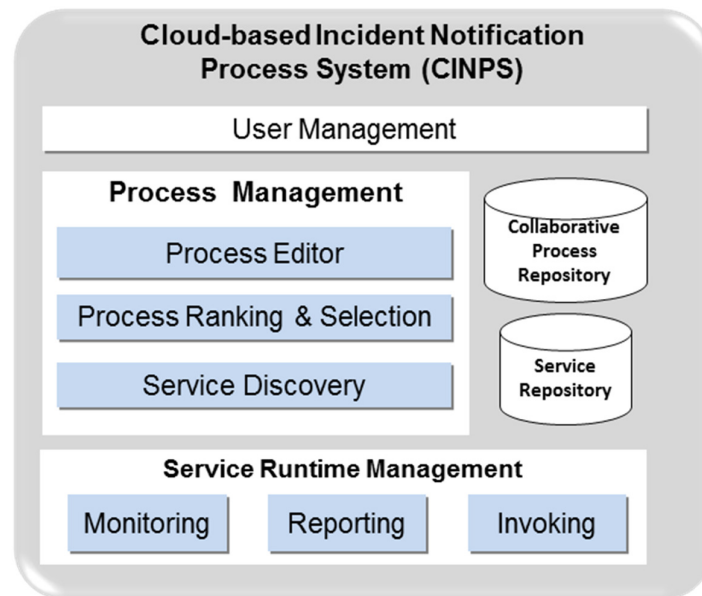 Cloud-based Incident Notification
Process System (CINPS)
User Management
Process Management
Process Editor
Process Ranking & Selection
Service Discovery
Collaborative
Process
Repository
Service
Repository
Service Runtime Management
Monitoring
Reporting
Invoking